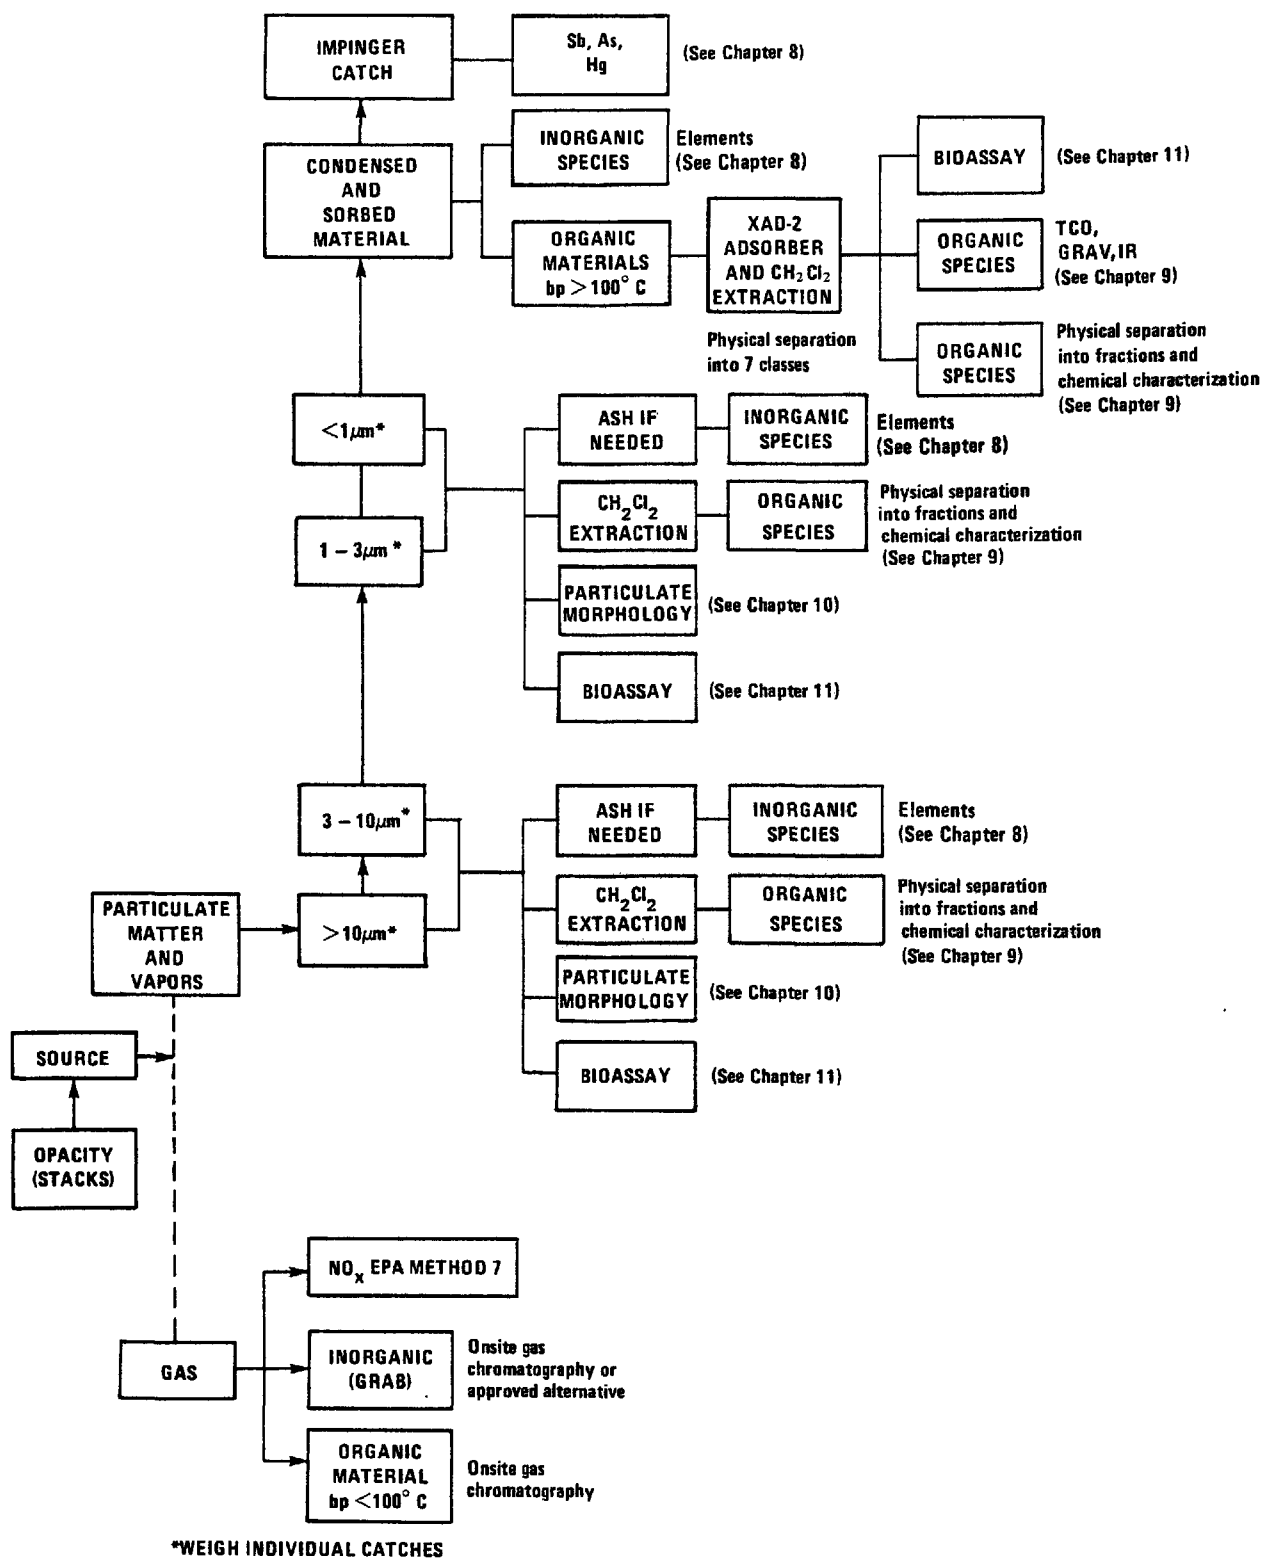 IMPINGER
CATCH
Sb, As,
Hg
(See Chapter 8)
CONDENSED
AND
SORBED
MATERIAL
INORGANIC
SPECIES
Elements
(See Chapter 8)
ORGANIC
MATERIALS
bp > 100° C
XAD-2
ADSORBER
AND CH₂Cl₂
EXTRACTION
Physical separation
into 7 classes
BIOASSAY
(See Chapter 11)
ORGANIC
SPECIES
TCO,
GRAV,IR
(See Chapter 9)
ORGANIC
SPECIES
Physical separation
into fractions and
chemical characterization
(See Chapter 9)
<1µm*
1 – 3µm*
ASH IF
NEEDED
INORGANIC
SPECIES
Elements
(See Chapter 8)
CH₂Cl₂
EXTRACTION
ORGANIC
SPECIES
Physical separation
into fractions and
chemical characterization
(See Chapter 9)
PARTICULATE
MORPHOLOGY
(See Chapter 10)
BIOASSAY
(See Chapter 11)
3 – 10µm*
>10µm*
ASH IF
NEEDED
INORGANIC
SPECIES
Elements
(See Chapter 8)
CH₂Cl₂
EXTRACTION
ORGANIC
SPECIES
Physical separation
into fractions and
chemical characterization
(See Chapter 9)
PARTICULATE
MORPHOLOGY
(See Chapter 10)
BIOASSAY
(See Chapter 11)
PARTICULATE
MATTER
AND
VAPORS
SOURCE
OPACITY
(STACKS)
GAS
NOₓ EPA METHOD 7
INORGANIC
(GRAB)
Onsite gas
chromatography or
approved alternative
ORGANIC
MATERIAL
bp <100° C
Onsite gas
chromatography
*WEIGH INDIVIDUAL CATCHES